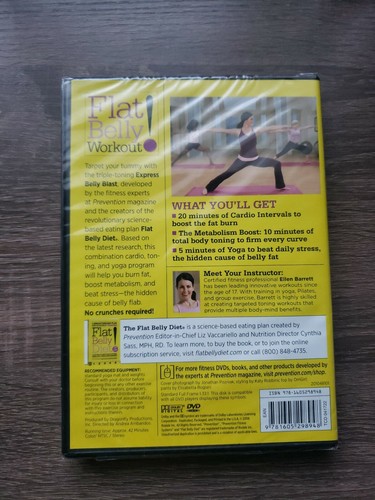 Flat
Belly!
Workout
Target your tummy with
the triple-toning Express
Belly Blast, developed
by the fitness experts
at Prevention magazine
and the creators of the
revolutionary science-
based eating plan Fat
Flat Belly Diet®. Based on
the latest research, this
combination cardio, ton-
ing, and yoga program
will help you burn fat,
boost metabolism, and
beat stress—the hidden
cause of belly flab.
No crunches required!
WHAT YOU'LL GET
20 minutes of Cardio Intervals to
boost the fat burn
The Metabolism Boost: 10 minutes of
total body toning to firm every curve
5 minutes of Yoga to beat daily stress,
the hidden cause of belly fat
Meet Your Instructor:
Certified fitness professional Ellen Barrett
has been leading innovative workouts since
the age of 17. With training in yoga, Pilates,
and group exercise, Barrett is highly skilled
at creating targeted toning workouts that
provide multiple body-mind benefits.
The Flat Belly Diet® is a science-based eating plan created by
Prevention Editor-in-Chief Liz Vaccariello and Nutrition Director Cynthia
Sass, MPH, RD. To learn more, to buy the book, or to join the online
subscription service, visit flatbellydiet.com or call (800) 848-4735.
RECOMMENDED EQUIPMENT:
For more fitness DVDs, books, and other products developed by
the experts at Prevention magazine, visit prevention.com/shop.
ISBN 978-1605298948
EAN
9 781605 298948